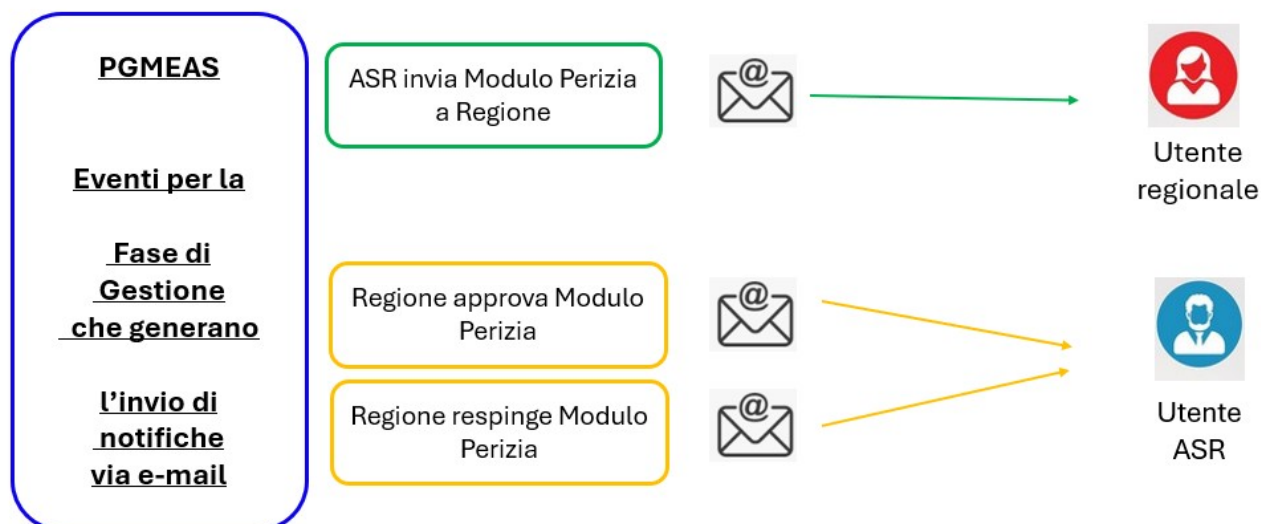 PGMEAS
Eventi per la
Fase di
Gestione
che generano
l’invio di
notifiche
via e-mail
ASR invia Modulo Perizia
a Regione
@
Utente
regionale
Regione approva Modulo
Perizia
@
Regione respinge Modulo
Perizia
@
Utente
ASR